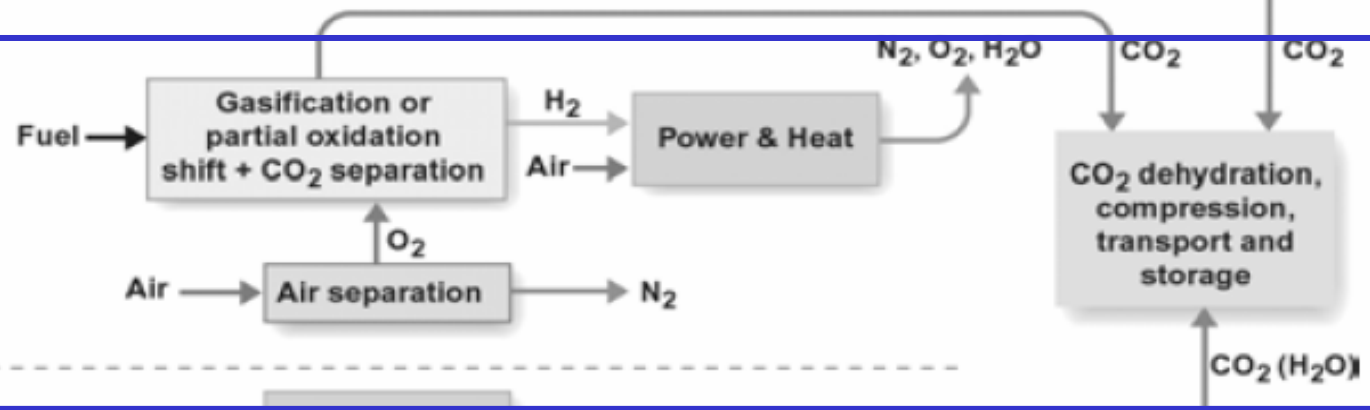 N₂, O₂, H₂O
CO₂
CO₂
Gasification or
partial oxidation
shift + CO₂ separation
Fuel
H₂
Air
Power & Heat
CO₂ dehydration,
compression,
transport and
storage
O₂
Air
Air separation
N₂
CO₂ (H₂O)